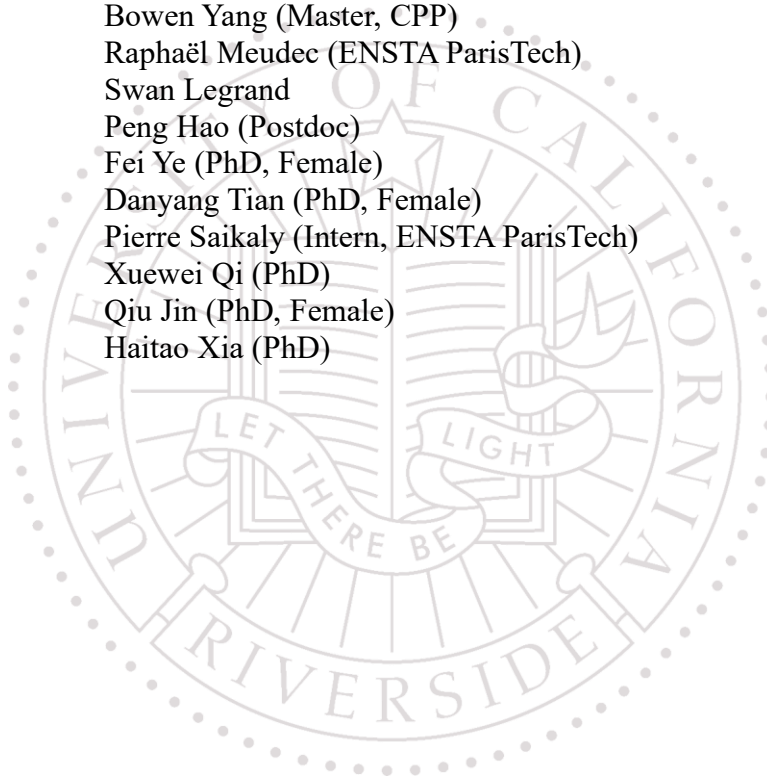 Bowen Yang (Master, CPP)
Raphaël Meudec (ENSTA ParisTech)
Swan Legrand
Peng Hao (Postdoc)
Fei Ye (PhD, Female)
Danyang Tian (PhD, Female)
Pierre Saikaly (Intern, ENSTA ParisTech)
Xuewei Qi (PhD)
Qiu Jin (PhD, Female)
Haitao Xia (PhD)
UNIVERSITY OF CALIFORNIA
LET THERE BE LIGHT
RIVERSIDE